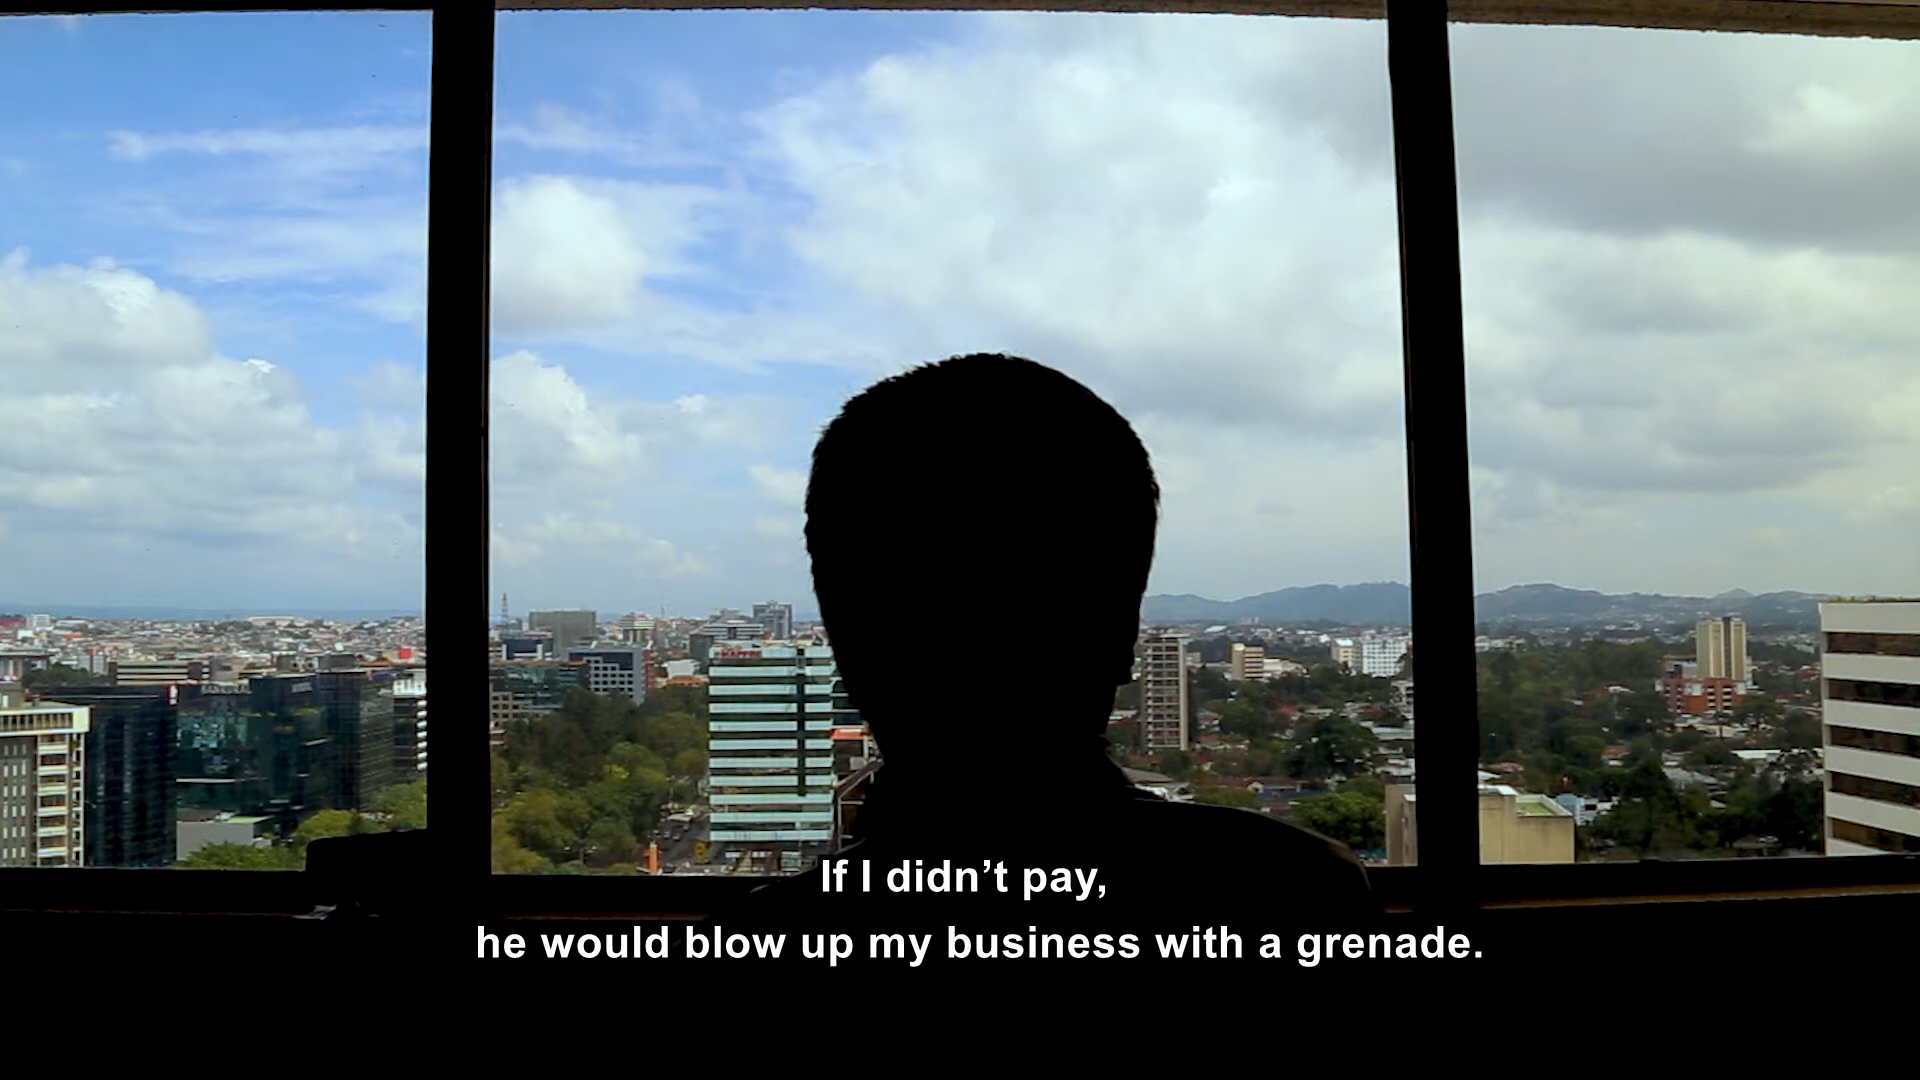 If I didn’t pay,
he would blow up my business with a grenade.